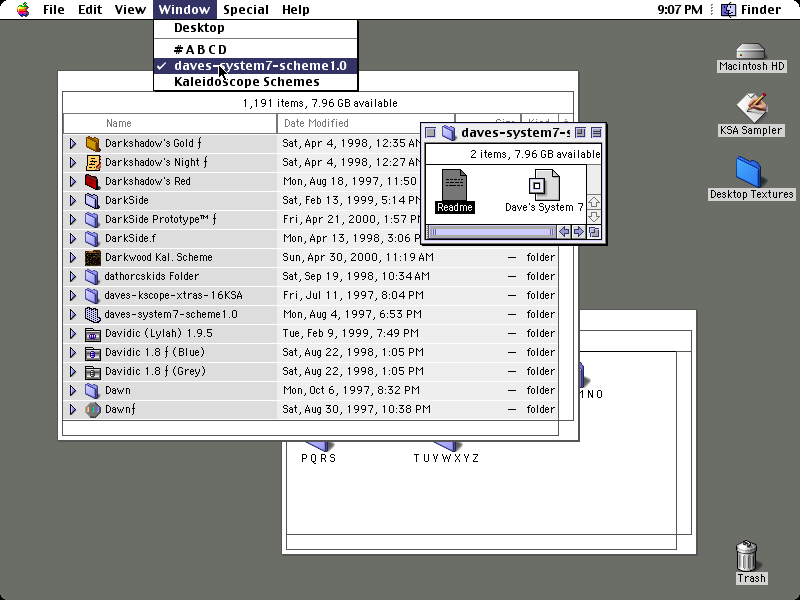 File Edit View Window Special Help 9:07 PM Finder
Desktop
#ABCD
✓ daves-system7-scheme1.0
Kaleidoscope Schemes
1,191 items, 7.96 GB available
Name Date Modified Size Kind
Darkshadow's Gold ƒ Sat, Apr 4, 1998, 12:35 AM
Darkshadow's Night ƒ Sat, Apr 4, 1998, 12:27 AM
Darkshadow's Red Mon, Aug 18, 1997, 11:50
DarkSide Sat, Feb 13, 1999, 5:14 PM
DarkSide Prototype™ ƒ Fri, Apr 21, 2000, 1:57 PM
DarkSide.f Mon, Apr 13, 1998, 3:06 P
Darkwood Kal. Scheme Sun, Apr 30, 2000, 11:19 AM — folder
dathorcskids Folder Sat, Sep 19, 1998, 10:34 AM — folder
daves-kscope-xtras-16KSA Fri, Jul 11, 1997, 8:04 PM — folder
daves-system7-scheme1.0 Mon, Aug 4, 1997, 6:53 PM — folder
Davidic (Lylah) 1.9.5 Tue, Feb 9, 1999, 7:49 PM — folder
Davidic 1.8 ƒ (Blue) Sat, Aug 22, 1998, 1:05 PM — folder
Davidic 1.8 ƒ (Grey) Sat, Aug 22, 1998, 1:05 PM — folder
Dawn Mon, Oct 6, 1997, 8:32 PM — folder
Dawnƒ Sat, Aug 30, 1997, 10:38 PM — folder
daves-system7-s
2 items, 7.96 GB available
Readme
Dave's System 7
MNO
PQRS
TUVWXYZ
Macintosh HD
KSA Sampler
Desktop Textures
Trash